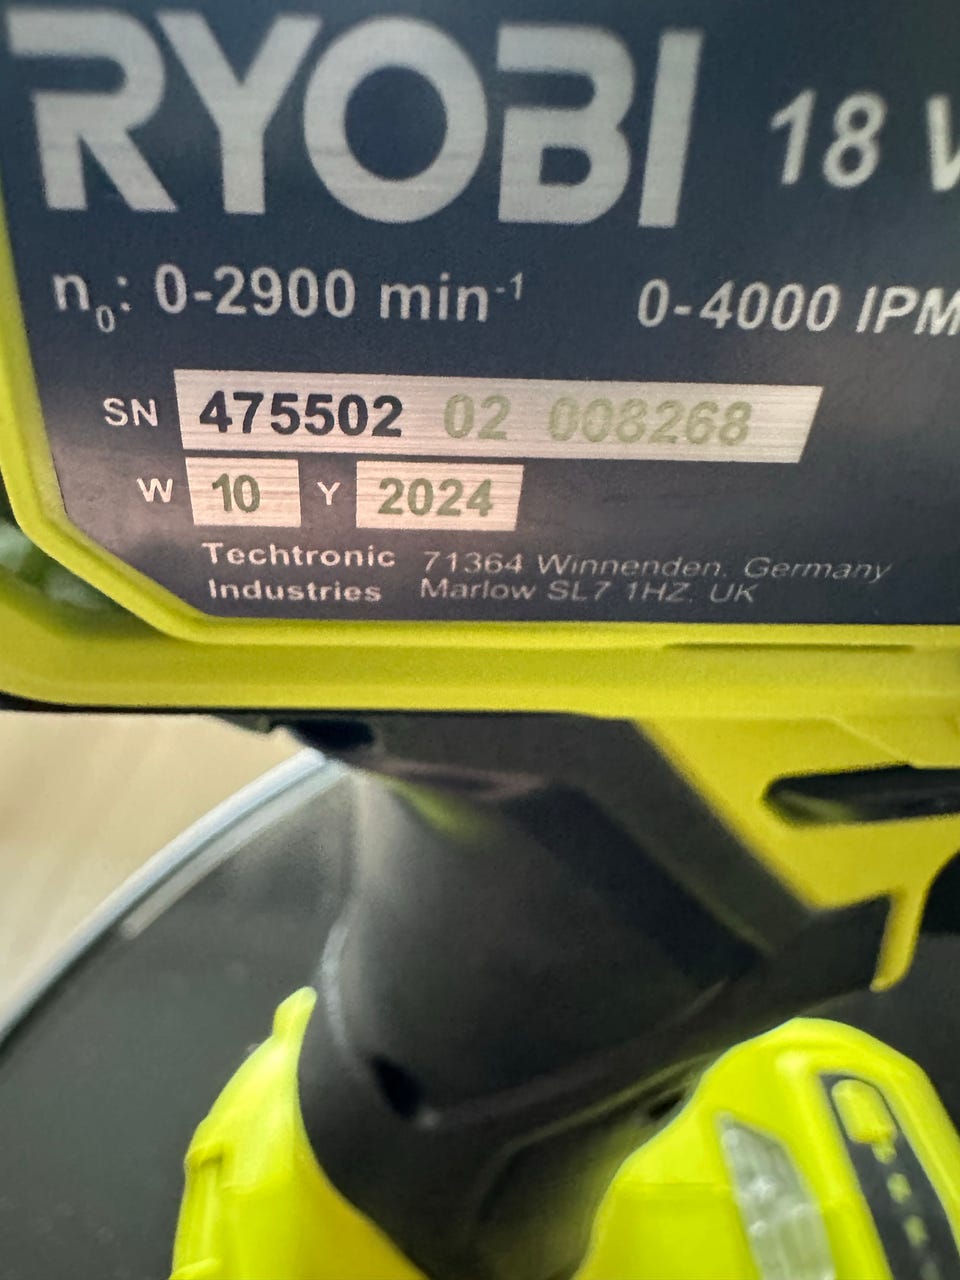 RYOBI 18 V
n₀: 0-2900 min⁻¹ 0-4000 IPM
SN 475502 02 008268
W 10 Y 2024
Techtronic 71364 Winnenden. Germany
Industries Marlow SL7 1HZ. UK